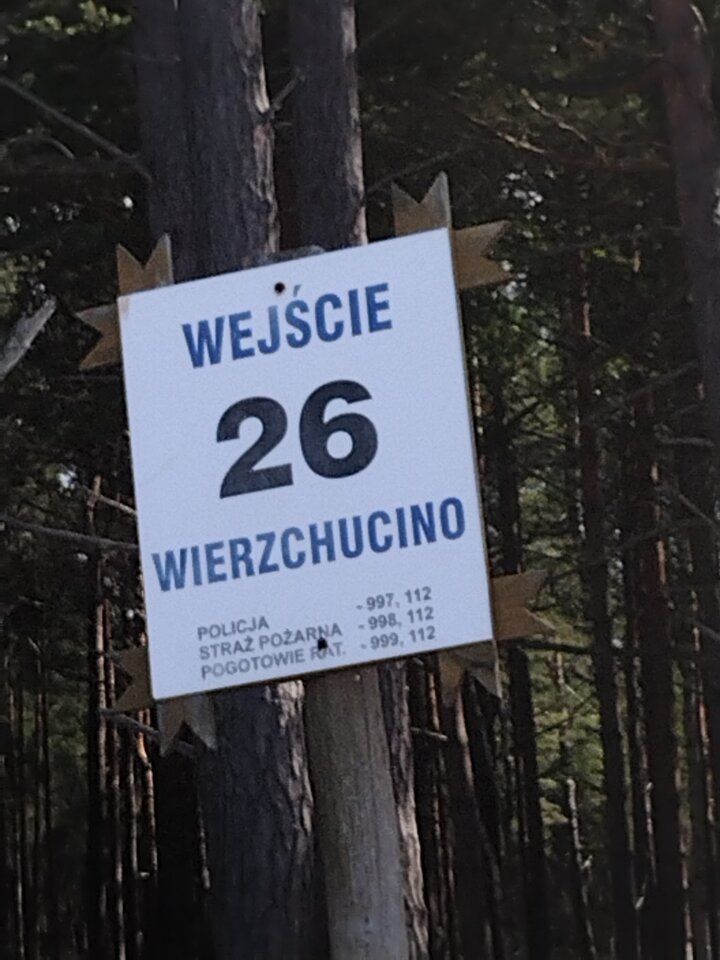 WEJŚCIE
26
WIERZCHUCINO
POLICJA - 997, 112
STRAŻ POŻARNA - 998, 112
POGOTOWIE RAT. - 999, 112